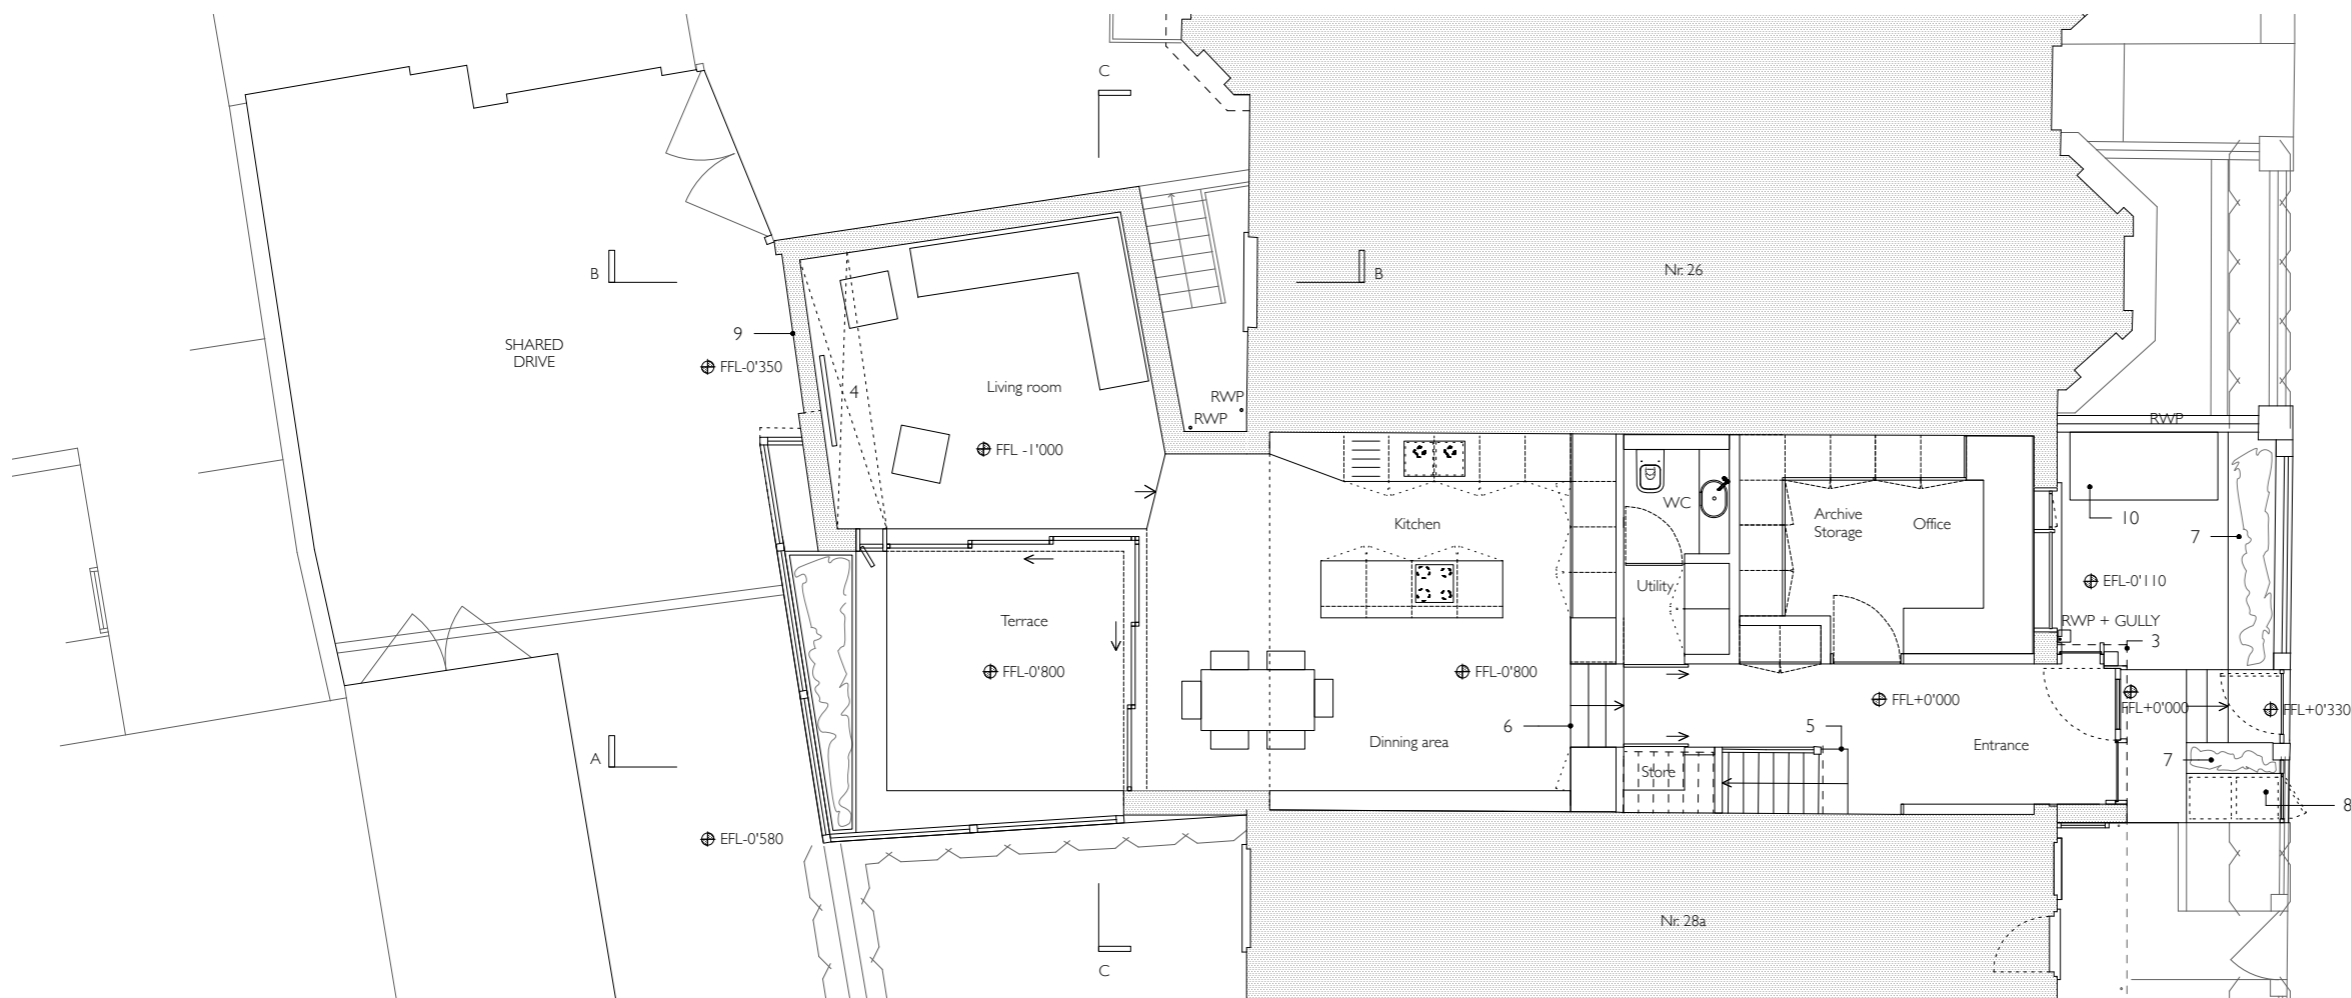 C
B
B
Nr. 26
9
SHARED
DRIVE
FFL-0'350
4
Living room
RWP
RWP
RWP
FFL -1'000
WC
Kitchen
Archive
Storage
Office
10
7
Utility
EFL-0'110
Terrace
RWP + GULLY
3
FFL-0'800
FFL-0'800
FFL+0'000
FFL+0'000
FFL+0'330
6
5
Dinning area
Entrance
A
Store
7
8
EFL-0'580
Nr. 28a
C